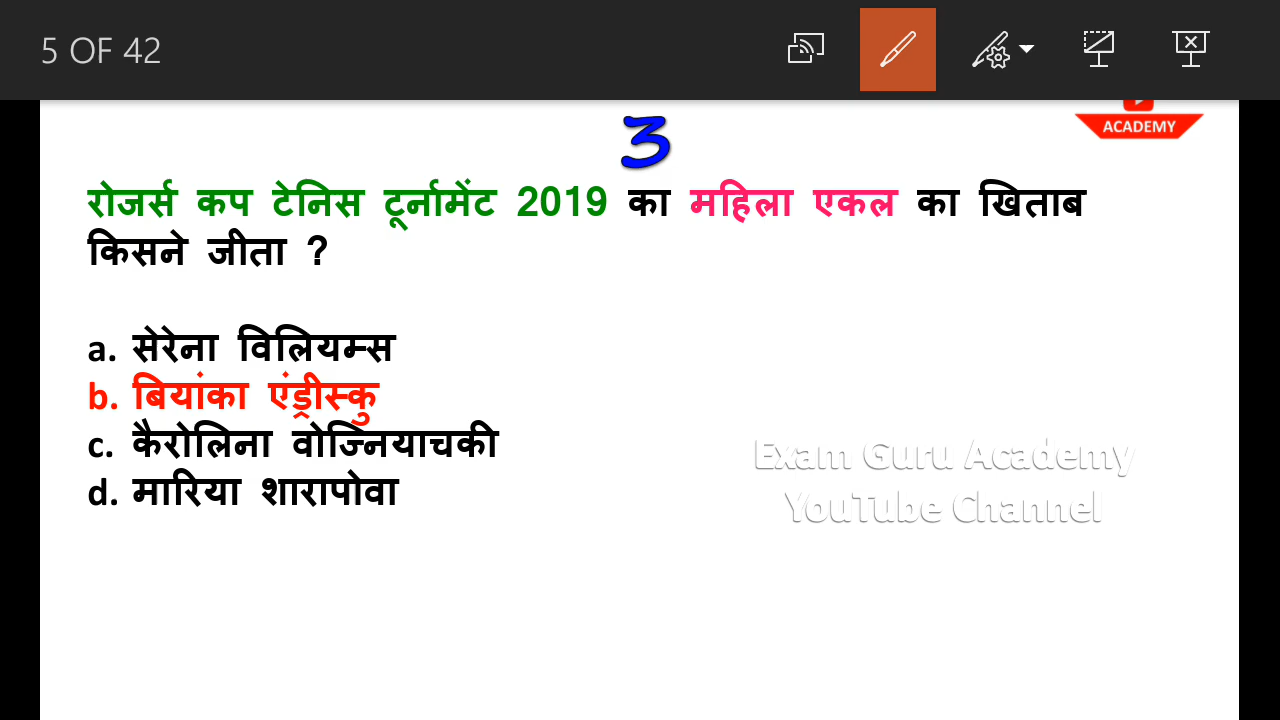 5 OF 42
ACADEMY
3
रोजर्स कप टेनिस टूर्नामेंट 2019 का महिला एकल का खिताब
किसने जीता ?
a. सेरेना विलियम्स
b. बियांका एंड्रीस्कु
c. कैरोलिना वोज्नियाचकी
d. मारिया शारापोवा
Exam Guru Academy
YouTube Channel